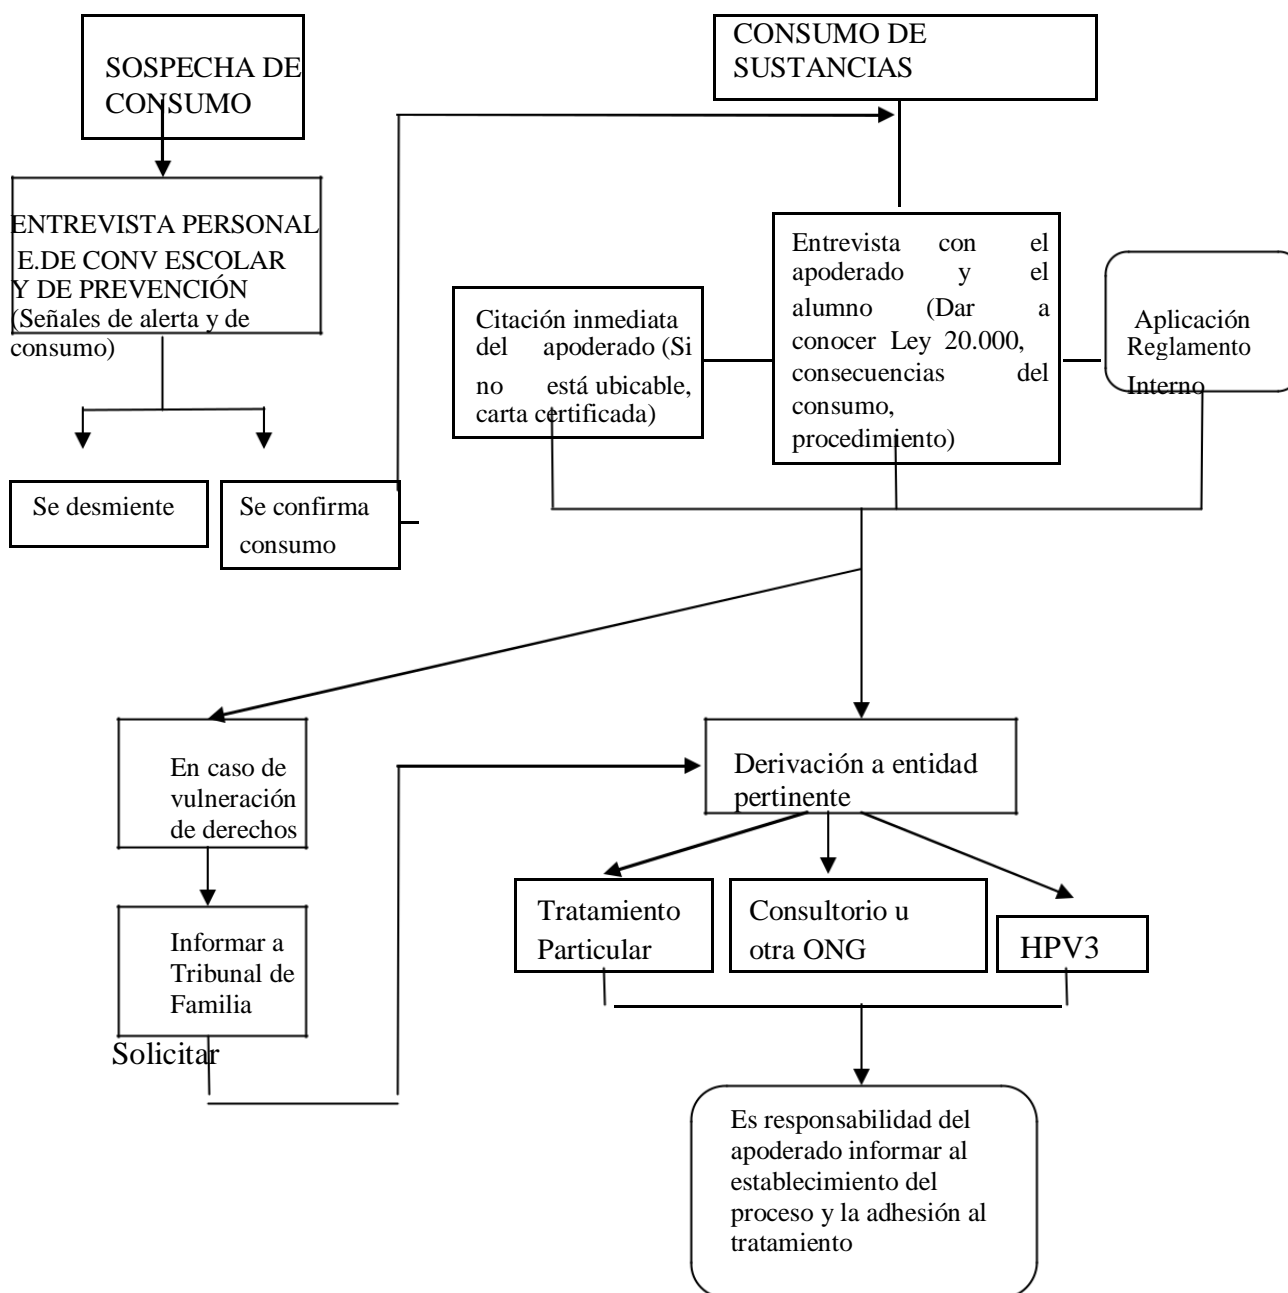 SOSPECHA DE
CONSUMO
CONSUMO DE
SUSTANCIAS
ENTREVISTA PERSONAL
E.DE CONV ESCOLAR
Y DE PREVENCIÓN
(Señales de alerta y de
consumo)
Se desmiente
Se confirma
consumo
Citación inmediata
del apoderado (Si
no está ubicable,
carta certificada)
Entrevista con el
apoderado y el
alumno (Dar a
conocer Ley 20.000,
consecuencias del
consumo,
procedimiento)
Aplicación
Reglamento
Interno
En caso de
vulneración
de derechos
Informar a
Tribunal de
Familia
Solicitar
Derivación a entidad
pertinente
Tratamiento
Particular
Consultorio u
otra ONG
HPV3
Es responsabilidad del
apoderado informar al
establecimiento del
proceso y la adhesión al
tratamiento